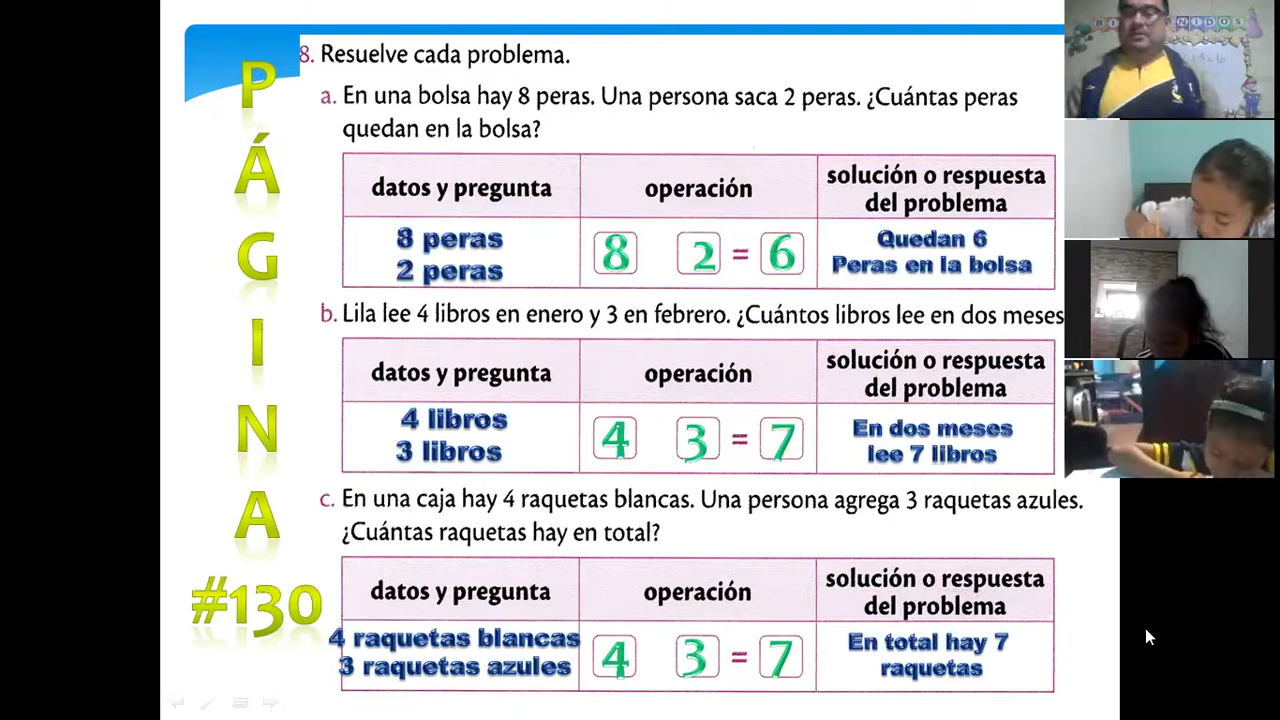 PÁGINA
#130
8. Resuelve cada problema.
a. En una bolsa hay 8 peras. Una persona saca 2 peras. ¿Cuántas peras
quedan en la bolsa?
datos y pregunta
operación
solución o respuesta
del problema
8 peras
2 peras
8 2 = 6
Quedan 6
Peras en la bolsa
b. Lila lee 4 libros en enero y 3 en febrero. ¿Cuántos libros lee en dos meses
datos y pregunta
operación
solución o respuesta
del problema
4 libros
3 libros
4 3 = 7
En dos meses
lee 7 libros
c. En una caja hay 4 raquetas blancas. Una persona agrega 3 raquetas azules.
¿Cuántas raquetas hay en total?
datos y pregunta
operación
solución o respuesta
del problema
4 raquetas blancas
3 raquetas azules
4 3 = 7
En total hay 7
raquetas